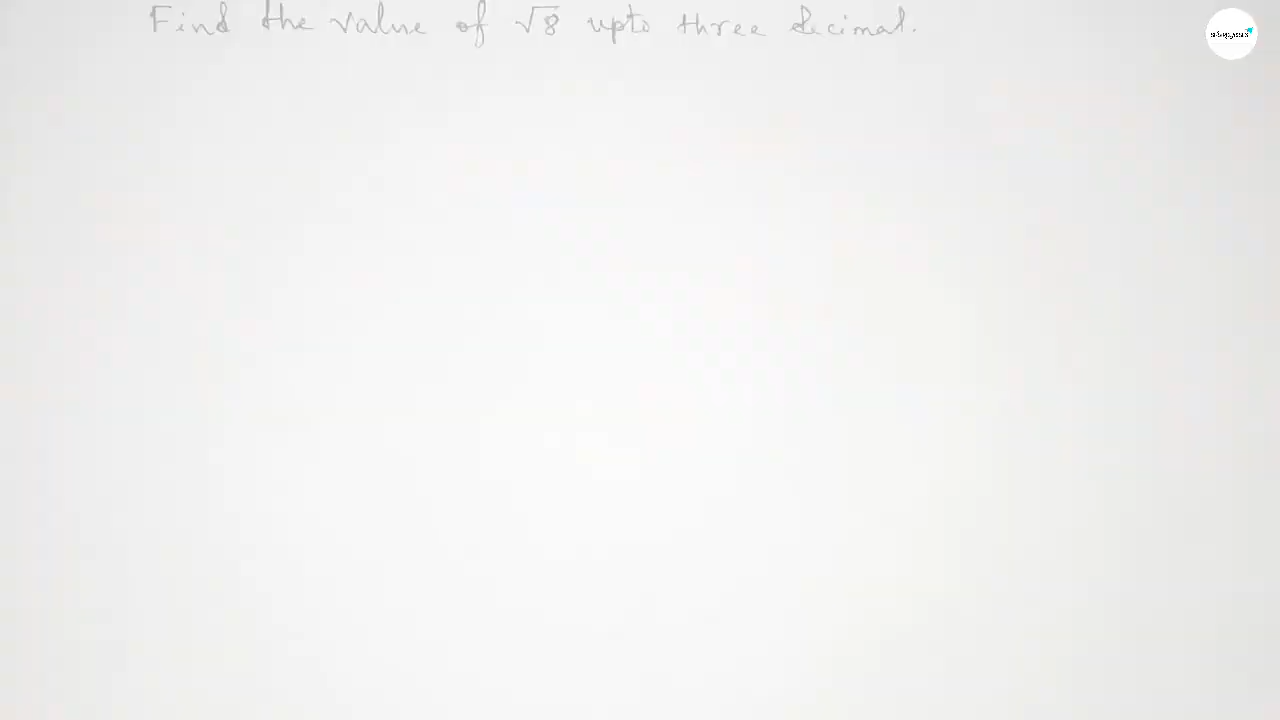 Find the value of √8 upto three decimal.